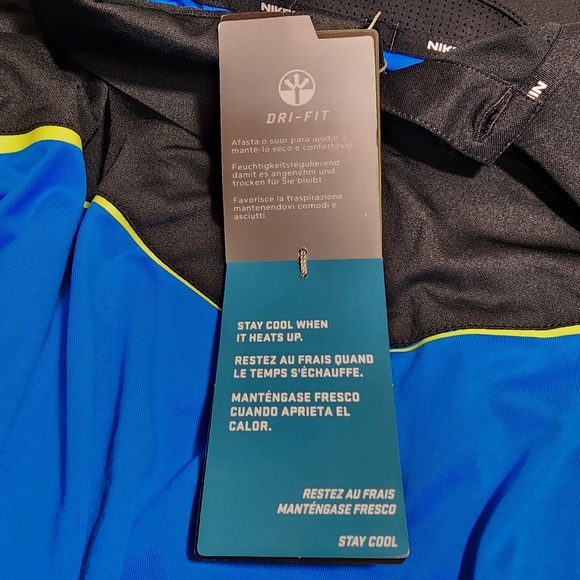 NIKE
NIKE
DRI-FIT
Afasta o suor para ajudar a
mantê-lo seco e confortável
Feuchtigkeitsregulierend,
damit es angenehm und
trocken für Sie bleibt
Favorisce la traspirazione
mantenendovi comodi e
asciutti.
STAY COOL WHEN
IT HEATS UP.
RESTEZ AU FRAIS QUAND
LE TEMPS S'ÉCHAUFFE.
MANTÉNGASE FRESCO
CUANDO APRIETA EL
CALOR.
RESTEZ AU FRAIS
MANTÉNGASE FRESCO
STAY COOL